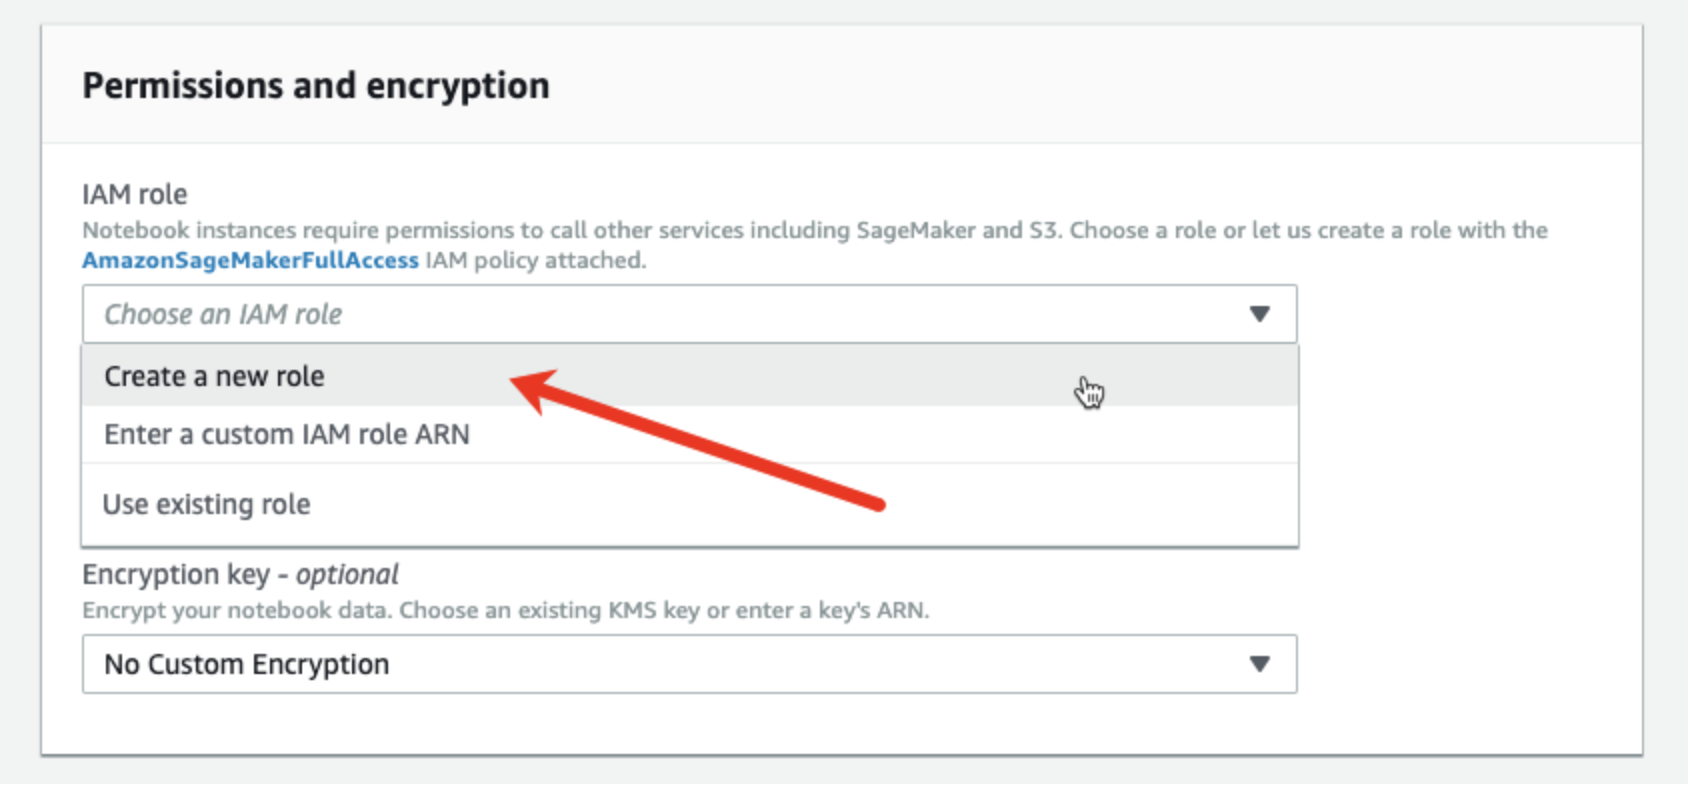 Permissions and encryption
IAM role
Notebook instances require permissions to call other services including SageMaker and S3. Choose a role or let us create a role with the
AmazonSageMakerFullAccess IAM policy attached.
Choose an IAM role
Create a new role
Enter a custom IAM role ARN
Use existing role
Encryption key - optional
Encrypt your notebook data. Choose an existing KMS key or enter a key's ARN.
No Custom Encryption